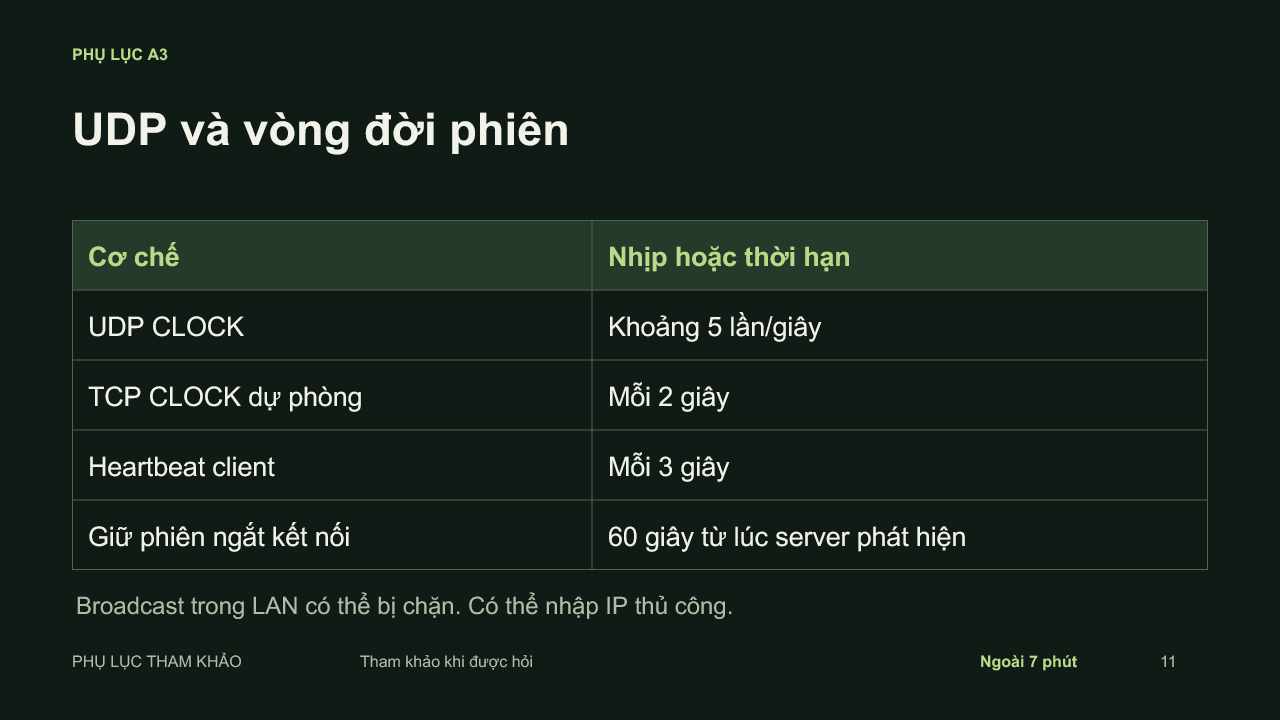 PHỤ LỤC A3
UDP và vòng đời phiên
Cơ chế
Nhịp hoặc thời hạn
UDP CLOCK
Khoảng 5 lần/giây
TCP CLOCK dự phòng
Mỗi 2 giây
Heartbeat client
Mỗi 3 giây
Giữ phiên ngắt kết nối
60 giây từ lúc server phát hiện
Broadcast trong LAN có thể bị chặn. Có thể nhập IP thủ công.
PHỤ LỤC THAM KHẢO
Tham khảo khi được hỏi
Ngoài 7 phút
11